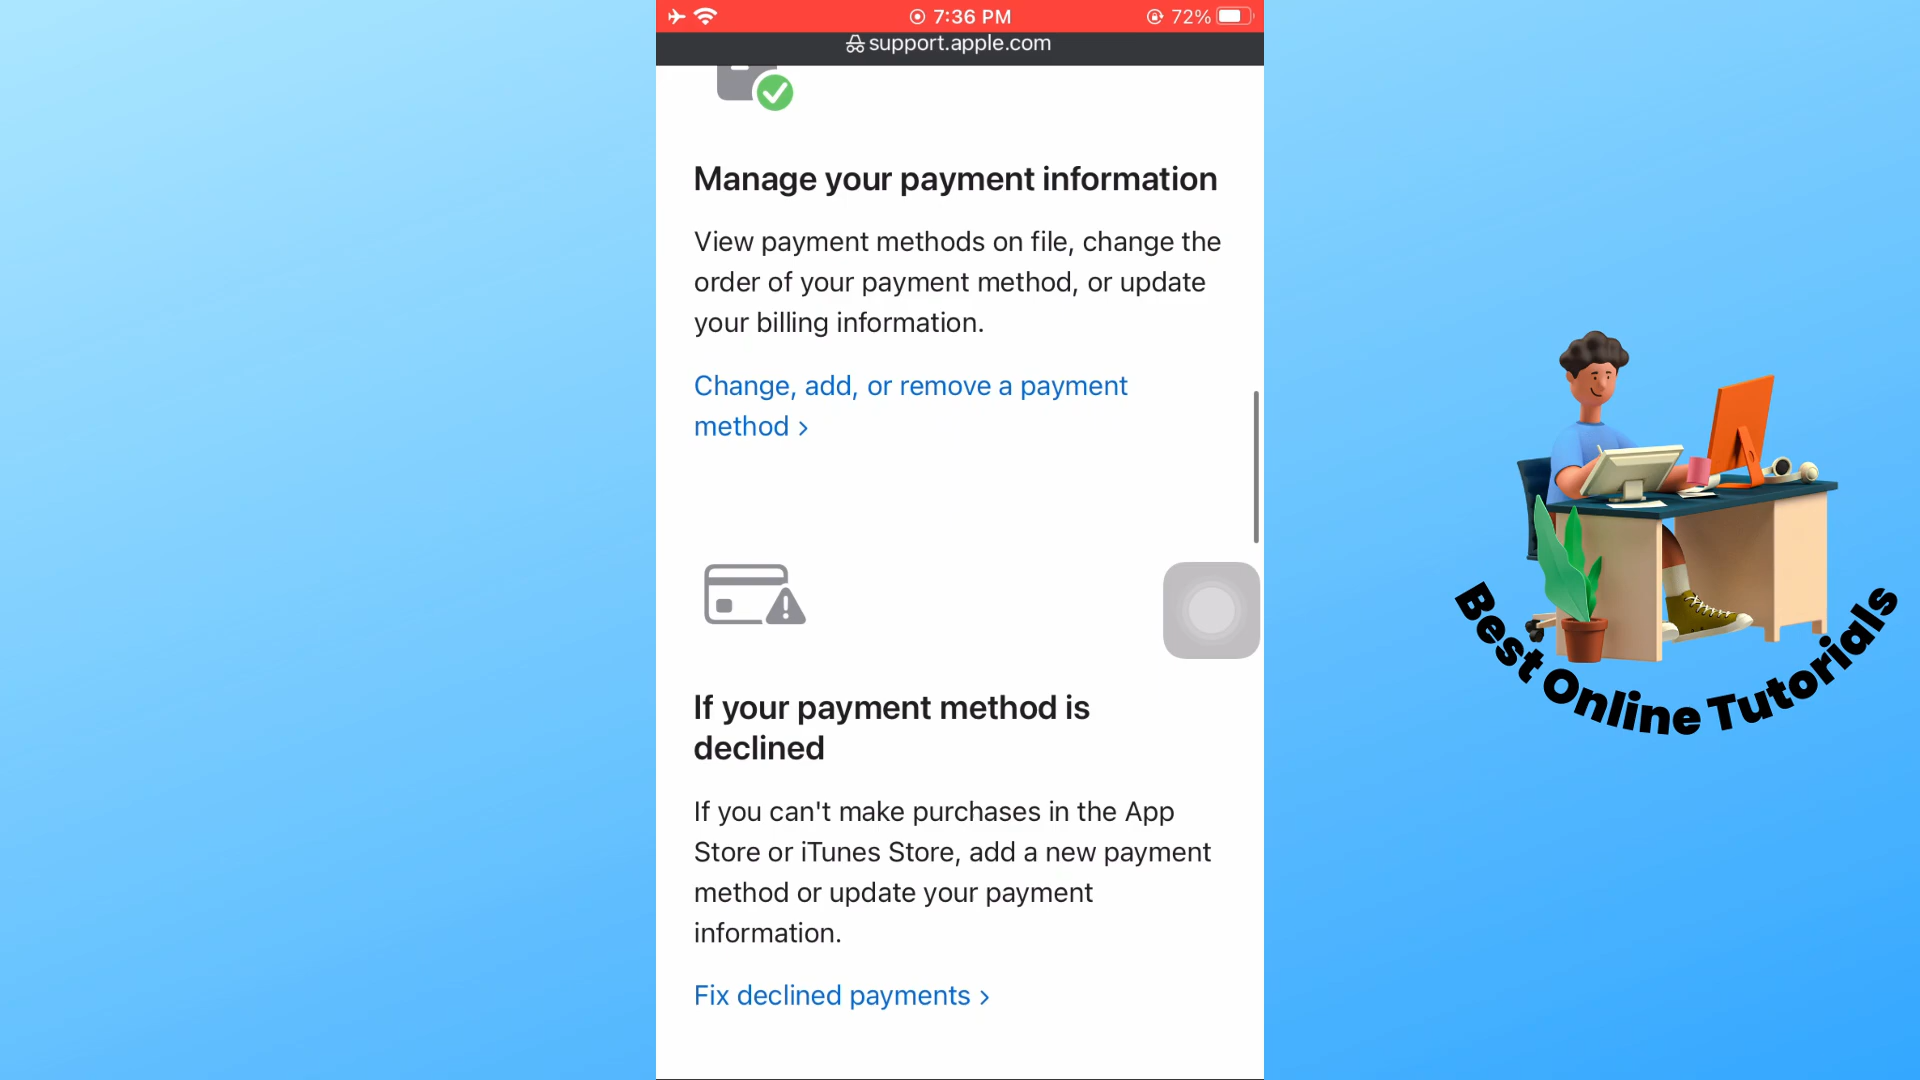 7:36 PM
72%
support.apple.com
Manage your payment information
View payment methods on file, change the
order of your payment method, or update
your billing information.
Change, add, or remove a payment
method >
If your payment method is
declined
If you can't make purchases in the App
Store or iTunes Store, add a new payment
method or update your payment
information.
Fix declined payments >
Best Online Tutorials